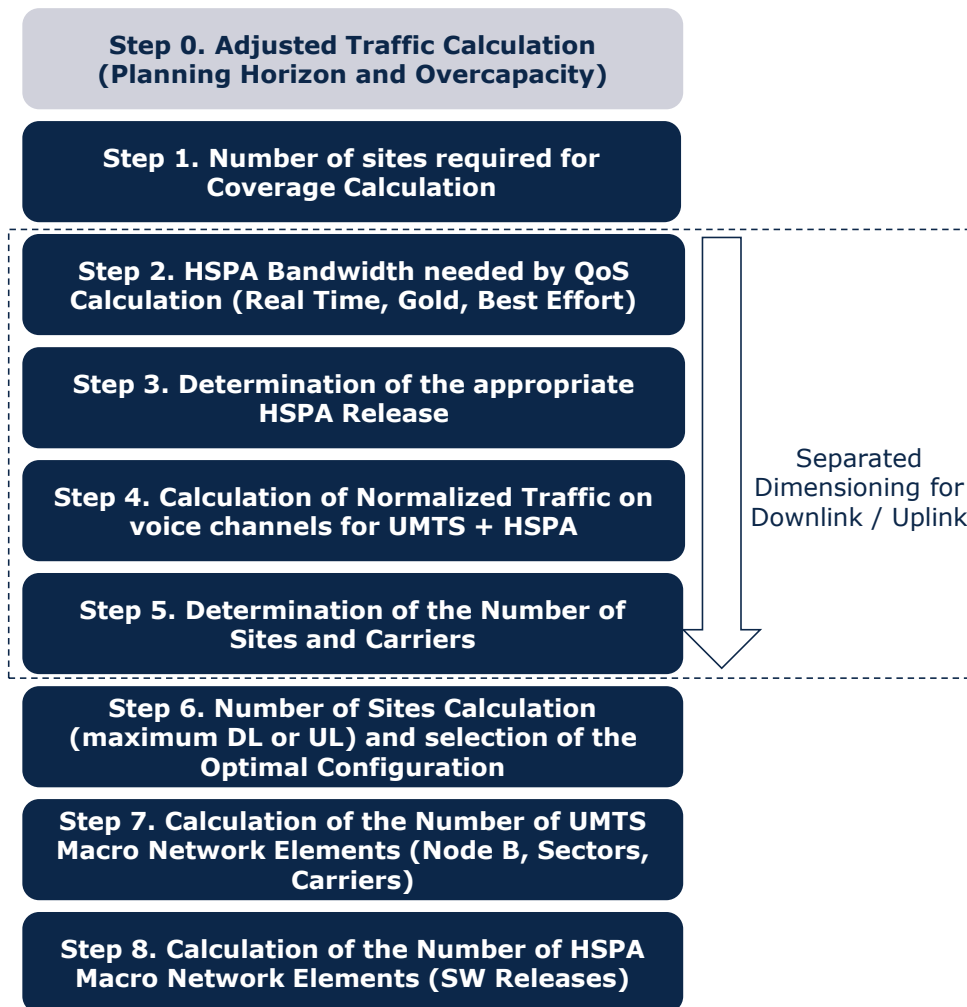 Step 0. Adjusted Traffic Calculation
(Planning Horizon and Overcapacity)
Step 1. Number of sites required for
Coverage Calculation
Step 2. HSPA Bandwidth needed by QoS
Calculation (Real Time, Gold, Best Effort)
Step 3. Determination of the appropriate
HSPA Release
Step 4. Calculation of Normalized Traffic on
voice channels for UMTS + HSPA
Step 5. Determination of the Number of
Sites and Carriers
Separated
Dimensioning for
Downlink / Uplink
Step 6. Number of Sites Calculation
(maximum DL or UL) and selection of the
Optimal Configuration
Step 7. Calculation of the Number of UMTS
Macro Network Elements (Node B, Sectors,
Carriers)
Step 8. Calculation of the Number of HSPA
Macro Network Elements (SW Releases)